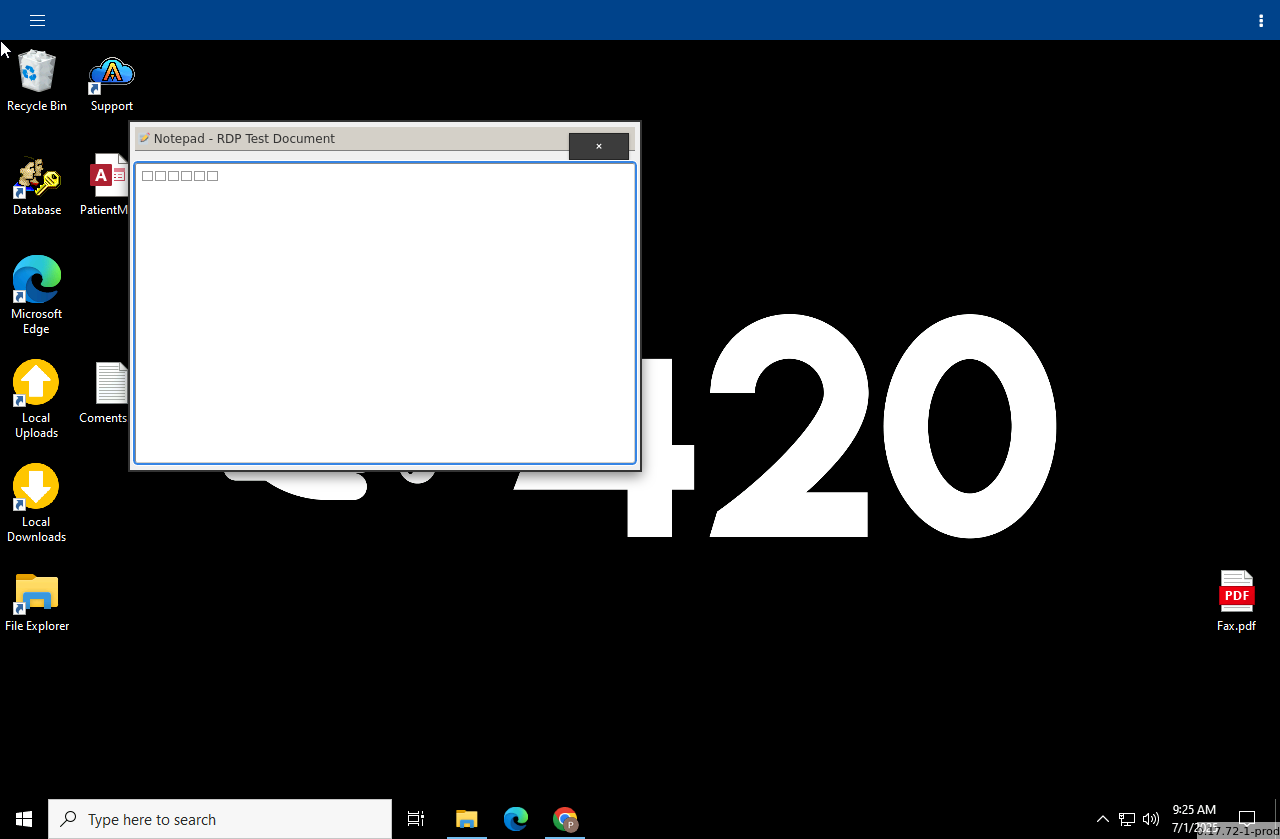 Recycle Bin
Support
Notepad - RDP Test Document
□□□□□□
Database
PatientM
Microsoft
Edge
Local
Uploads
Coments
420
Local
Downloads
File Explorer
PDF
Fax.pdf
Type here to search
9:25 AM
7/1/2025
17.72-1-prod